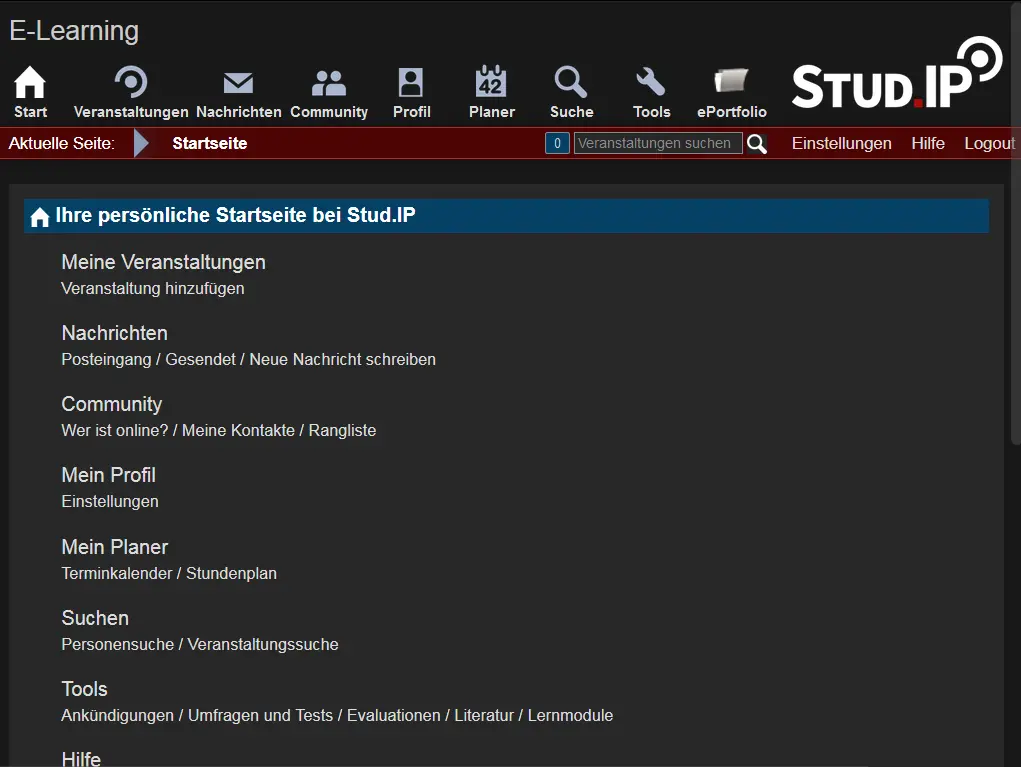 E-Learning
Start Veranstaltungen Nachrichten Community Profil 42 Planer Suche Tools ePortfolio STUD.IP
Aktuelle Seite: Startseite 0 Veranstaltungen suchen Einstellungen Hilfe Logout
Ihre persönliche Startseite bei Stud.IP
Meine Veranstaltungen
Veranstaltung hinzufügen
Nachrichten
Posteingang / Gesendet / Neue Nachricht schreiben
Community
Wer ist online? / Meine Kontakte / Rangliste
Mein Profil
Einstellungen
Mein Planer
Terminkalender / Stundenplan
Suchen
Personensuche / Veranstaltungssuche
Tools
Ankündigungen / Umfragen und Tests / Evaluationen / Literatur / Lernmodule
Hilfe